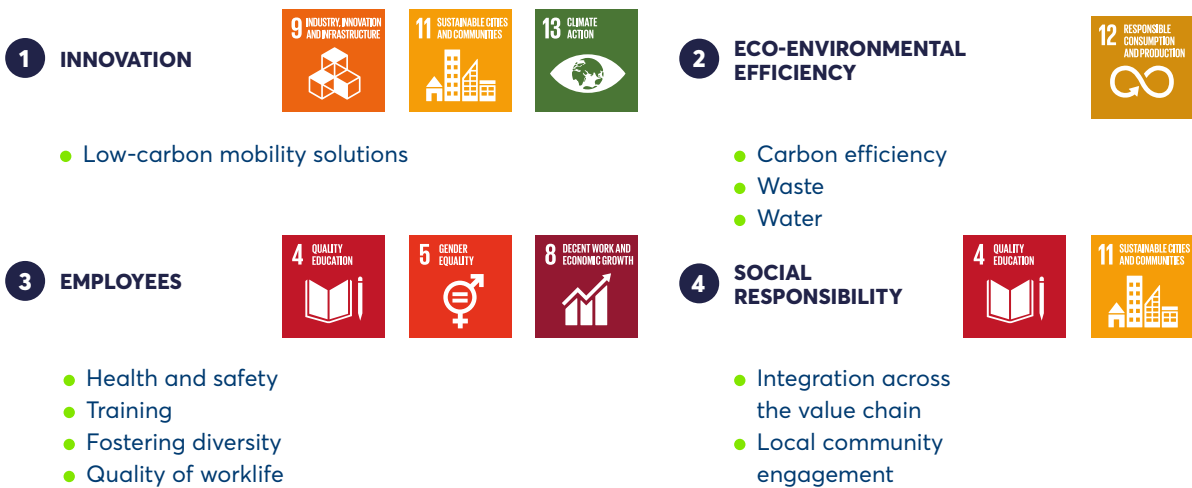 1 INNOVATION
9 INDUSTRY, INNOVATION
AND INFRASTRUCTURE
11 SUSTAINABLE CITIES
AND COMMUNITIES
13 CLIMATE
ACTION
Low-carbon mobility solutions
2 ECO-ENVIRONMENTAL
EFFICIENCY
12 RESPONSIBLE
CONSUMPTION
AND PRODUCTION
Carbon efficiency
Waste
Water
3 EMPLOYEES
4 QUALITY
EDUCATION
5 GENDER
EQUALITY
8 DECENT WORK AND
ECONOMIC GROWTH
Health and safety
Training
Fostering diversity
Quality of worklife
4 SOCIAL
RESPONSIBILITY
4 QUALITY
EDUCATION
11 SUSTAINABLE CITIES
AND COMMUNITIES
Integration across
the value chain
Local community
engagement